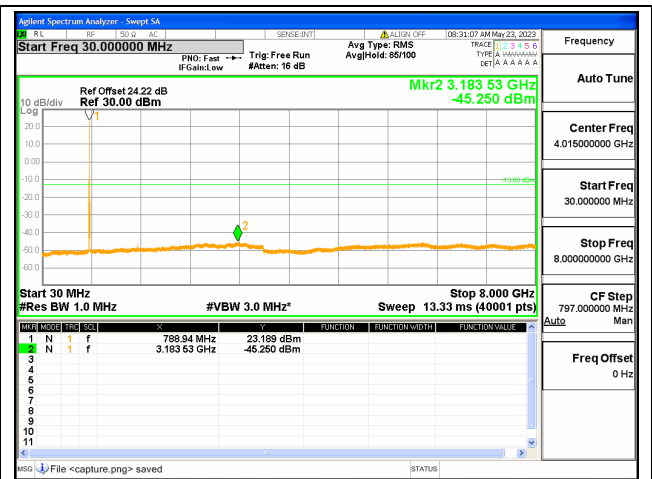 Agilent Spectrum Analyzer - Swept SA
LXI RL RF 50 Ω AC SENSE:INT ALIGN OFF 08:31:07 AM May 23, 2023
Start Freq 30.000000 MHz
PNO: Fast
IFGain:Low
Trig: Free Run
#Atten: 16 dB
Avg Type: RMS
Avg|Hold: 85/100
TRACE 1 2 3 4 5 6
TYPE A
DET A A A A A A
Ref Offset 24.22 dB
Ref 30.00 dBm
10 dB/div
Log
Mkr2 3.183 53 GHz
-45.250 dBm
1
20.0
10.0
0.00
-10.0
-13.00 dBm
-20.0
-30.0
-40.0
2
-50.0
-60.0
Start 30 MHz
Stop 8.000 GHz
#Res BW 1.0 MHz
#VBW 3.0 MHz*
Sweep 13.33 ms (40001 pts)
MKR MODE TRC SCL X Y FUNCTION FUNCTION WIDTH FUNCTION VALUE
1 N 1 f 788.94 MHz 23.189 dBm
2 N 1 f 3.183 53 GHz -45.250 dBm
3
4
5
6
7
8
9
10
11
MSG File <capture.png> saved
STATUS
Frequency
Auto Tune
Center Freq
4.015000000 GHz
Start Freq
30.000000 MHz
Stop Freq
8.000000000 GHz
CF Step
797.000000 MHz
Auto Man
Freq Offset
0 Hz